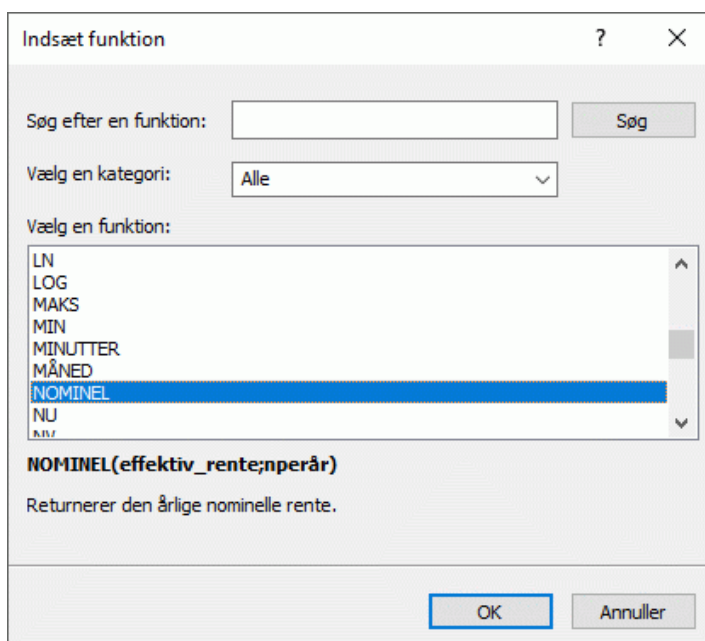 Indsæt funktion
Søg efter en funktion:
Søg
Vælg en kategori:
Alle
Vælg en funktion:
LN
LOG
MAKS
MIN
MINUTTER
MÅNED
NOMINEL
NU
NOMINEL(effektiv_rente;nperår)
Returnerer den årlige nominelle rente.
OK
Annuller